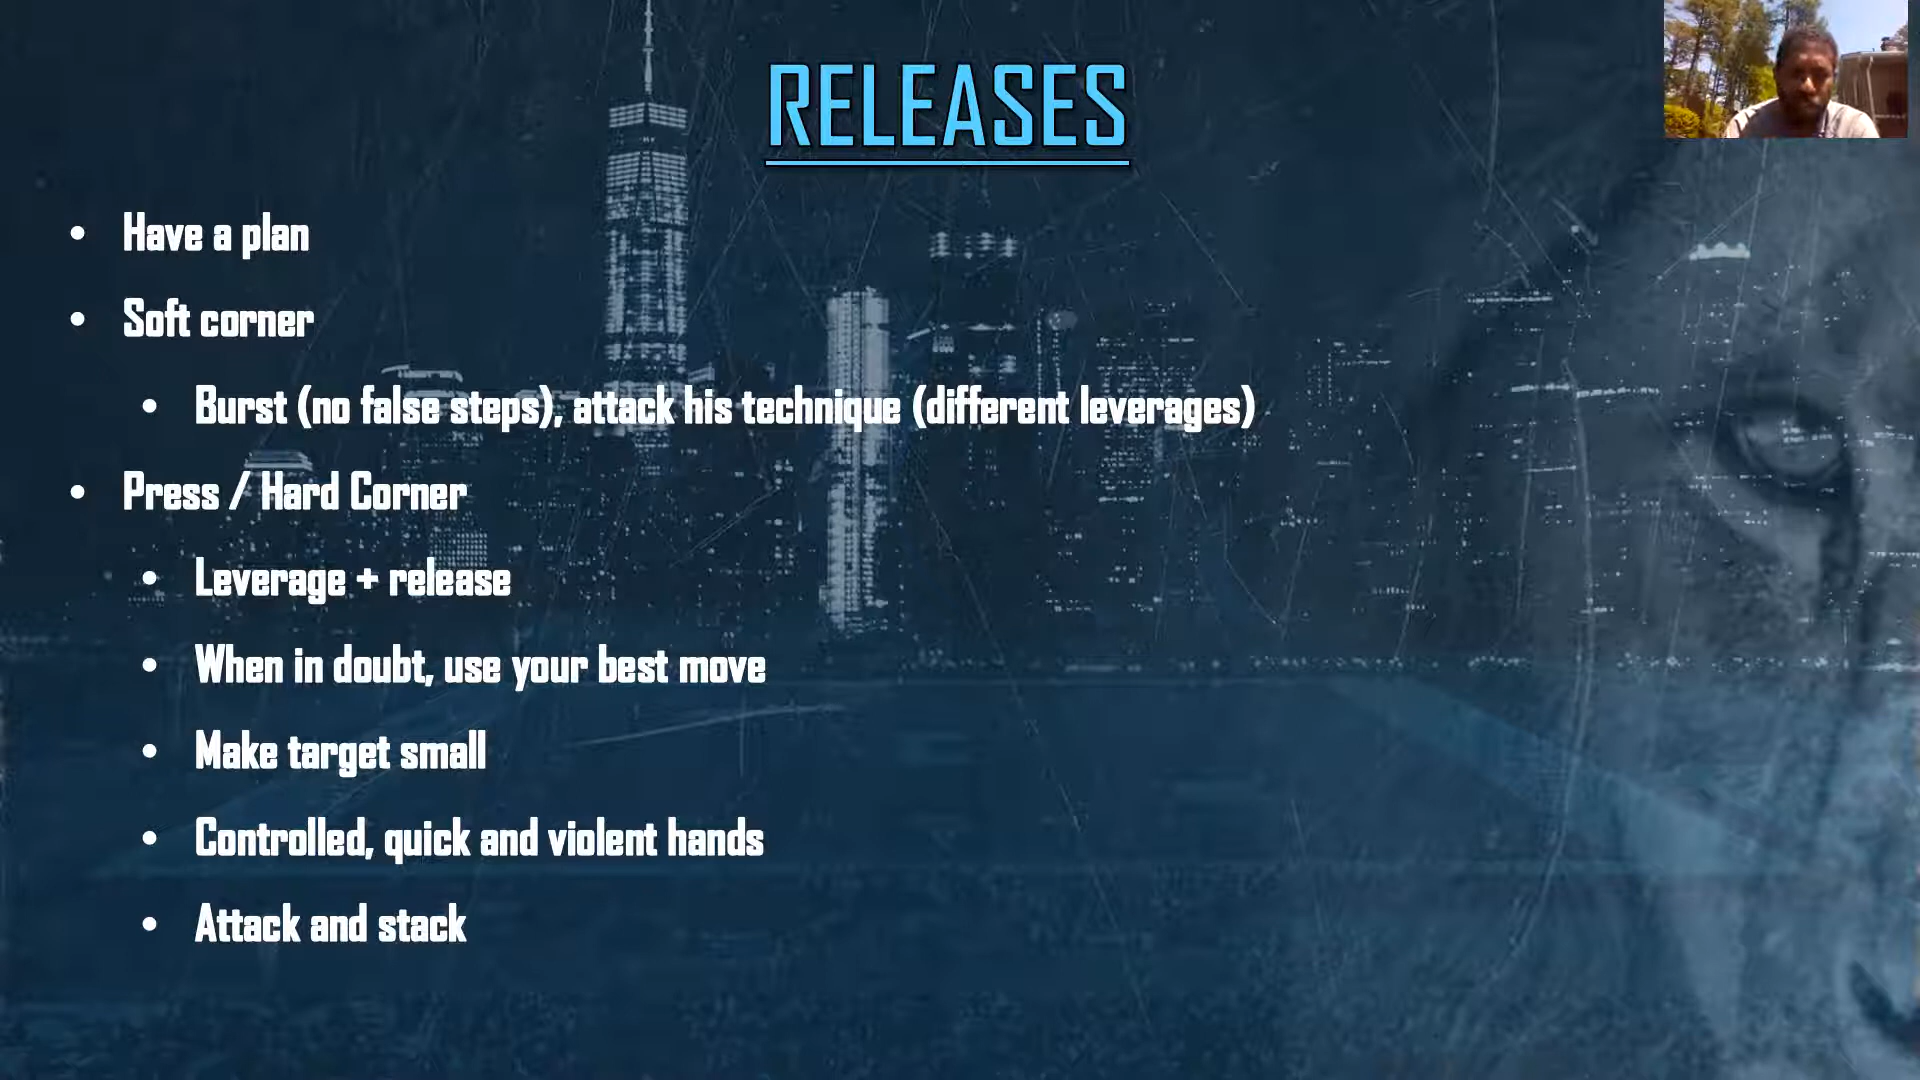 RELEASES
• Have a plan
• Soft corner
• Burst (no false steps), attack his technique (different leverages)
• Press / Hard Corner
• Leverage + release
• When in doubt, use your best move
• Make target small
• Controlled, quick and violent hands
• Attack and stack